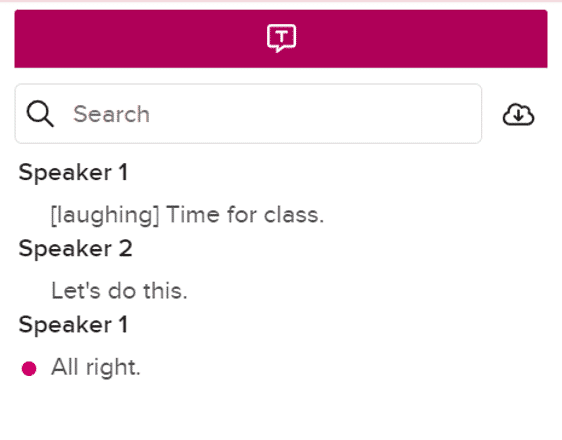 T
Search
Speaker 1
[laughing] Time for class.
Speaker 2
Let's do this.
Speaker 1
All right.